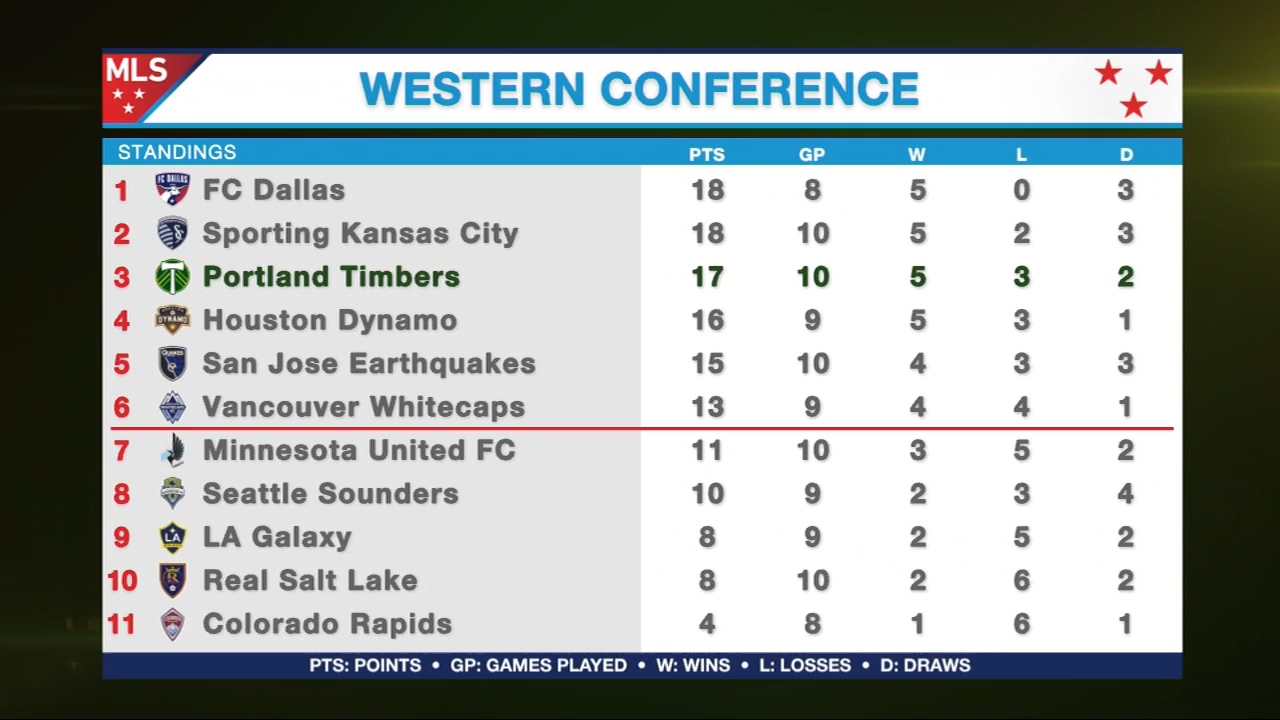 MLS
WESTERN CONFERENCE
STANDINGS PTS GP W L D
1 FC DALLAS FC Dallas 18 8 5 0 3
2 Sporting Kansas City 18 10 5 2 3
3 Portland Timbers 17 10 5 3 2
4 DYNAMO Houston Dynamo 16 9 5 3 1
5 QUAKES San Jose Earthquakes 15 10 4 3 3
6 Vancouver Whitecaps 13 9 4 4 1
7 Minnesota United FC 11 10 3 5 2
8 Seattle Sounders 10 9 2 3 4
9 LA LA Galaxy 8 9 2 5 2
10 Real Salt Lake 8 10 2 6 2
11 Colorado Rapids 4 8 1 6 1
PTS: POINTS • GP: GAMES PLAYED • W: WINS • L: LOSSES • D: DRAWS